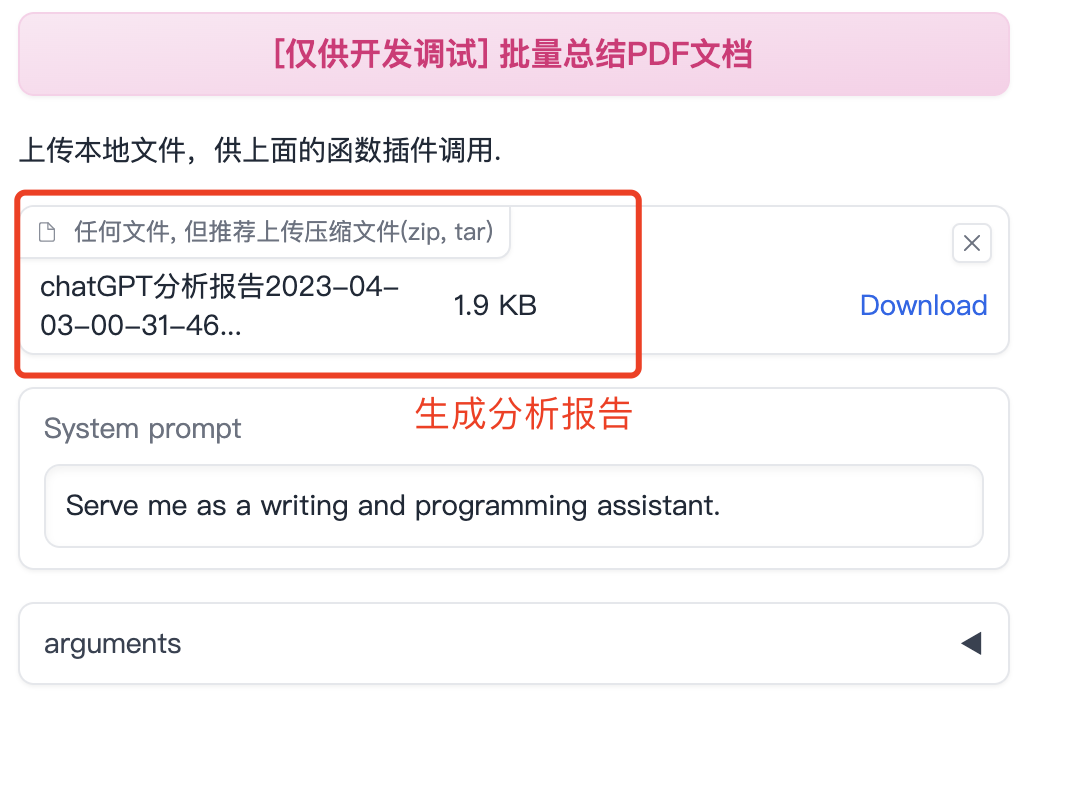 [仅供开发调试] 批量总结PDF文档
上传本地文件，供上面的函数插件调用.
任何文件, 但推荐上传压缩文件(zip, tar)
chatGPT分析报告2023-04-
03-00-31-46...
1.9 KB
Download
生成分析报告
System prompt
Serve me as a writing and programming assistant.
arguments